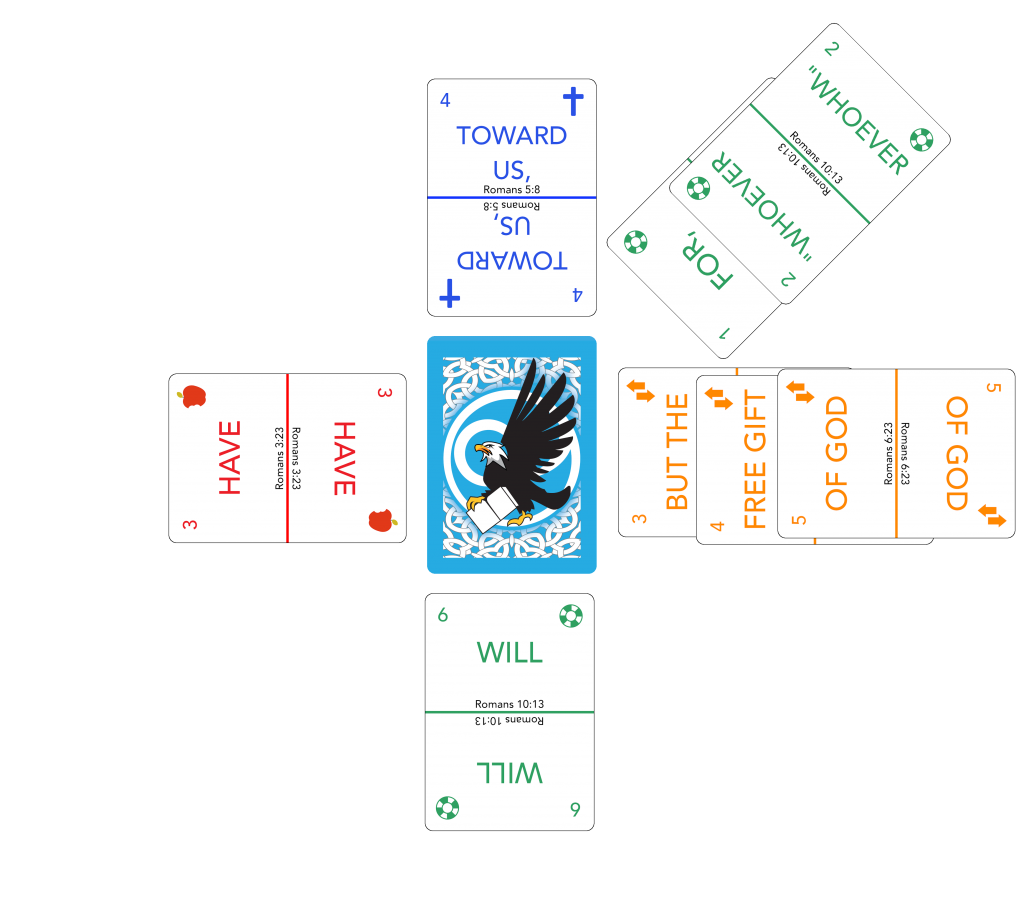 4
TOWARD
US,
Romans 5:8
Romans 5:8
TOWARD
US,
4
2
"WHOEVER
Romans 10:13
Romans 10:13
"WHOEVER
2
FOR,
1
3
HAVE
Romans 3:23
Romans 3:23
HAVE
3
3
BUT THE
4
FREE GIFT
5
OF GOD
Romans 6:23
Romans 6:23
OF GOD
5
6
WILL
Romans 10:13
Romans 10:13
WILL
6